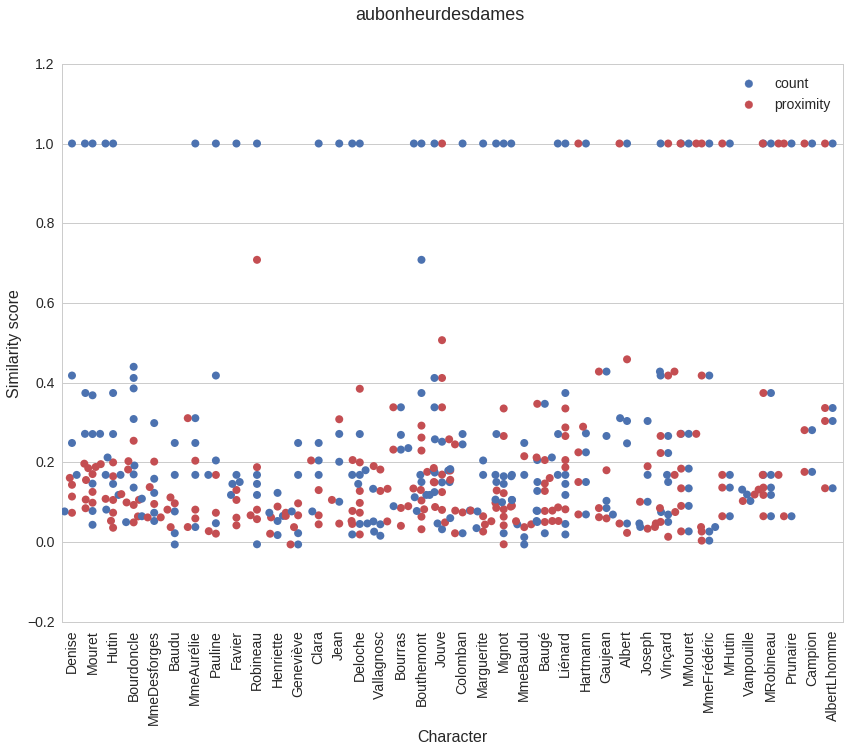 aubonheurdesdames
count
proximity
1.2
1.0
0.8
0.6
0.4
0.2
0.0
−0.2
Similarity score
Denise
Mouret
Hutin
Bourdoncle
MmeDesforges
Baudu
MmeAurélie
Pauline
Favier
Robineau
Henriette
Geneviève
Clara
Jean
Deloche
Vallagnosc
Bourras
Bouthemont
Jouve
Colomban
Marguerite
Mignot
MmeBaudu
Baugé
Liénard
Hartmann
Gaujean
Albert
Joseph
Vinçard
MMouret
MmeFrédéric
MHutin
Vanpouille
MRobineau
Prunaire
Campion
AlbertLhomme
Character